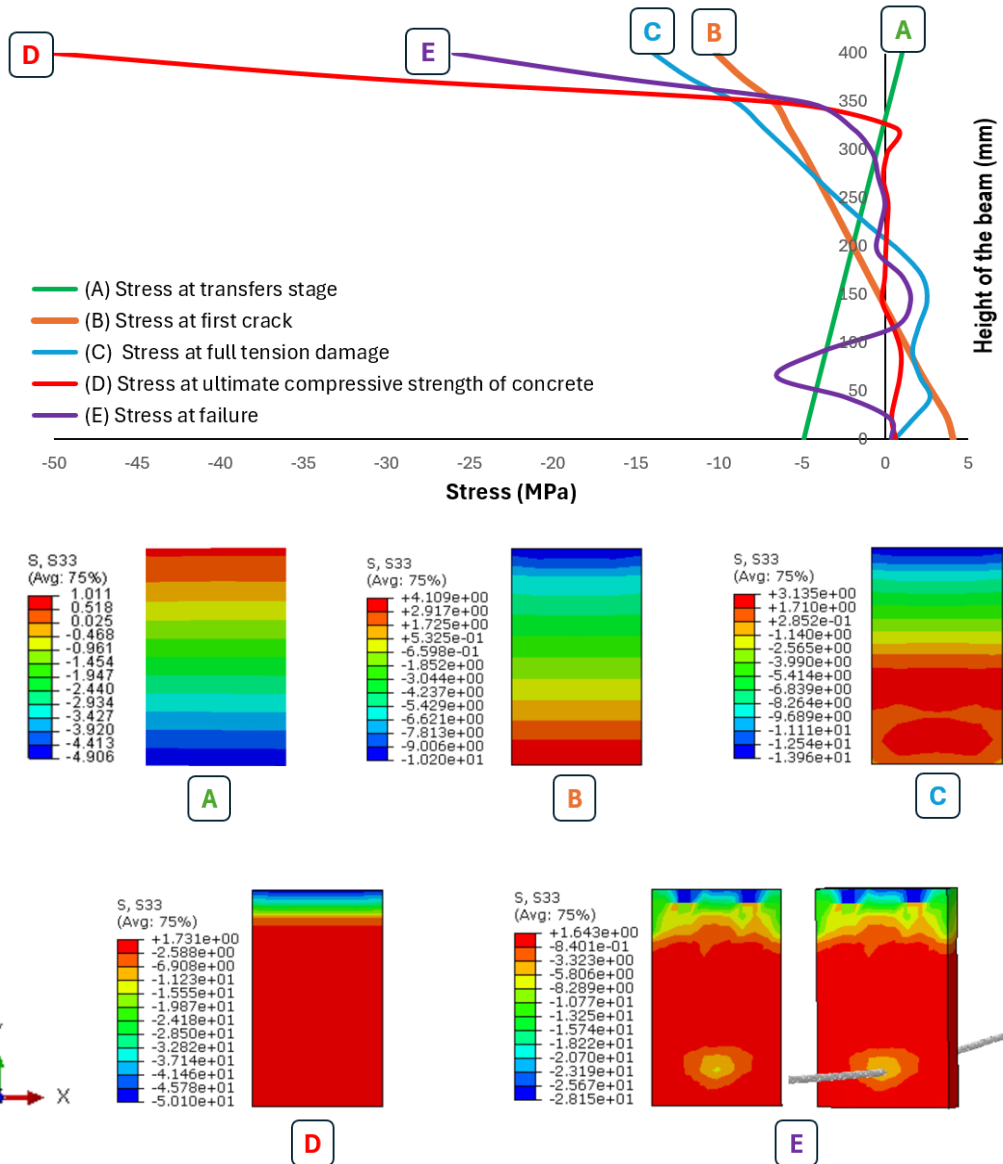 D
E
C
B
A
400
350
300
250
200
150
100
50
0
Height of the beam (mm)
(A) Stress at transfers stage
(B) Stress at first crack
(C) Stress at full tension damage
(D) Stress at ultimate compressive strength of concrete
(E) Stress at failure
-50 -45 -40 -35 -30 -25 -20 -15 -10 -5 0 5
Stress (MPa)
S, S33
(Avg: 75%)
1.011
0.518
0.025
-0.468
-0.961
-1.454
-1.947
-2.440
-2.934
-3.427
-3.920
-4.413
-4.906
A
S, S33
(Avg: 75%)
+4.109e+00
+2.917e+00
+1.725e+00
+5.325e-01
-6.598e-01
-1.852e+00
-3.044e+00
-4.237e+00
-5.429e+00
-6.621e+00
-7.813e+00
-9.006e+00
-1.020e+01
B
S, S33
(Avg: 75%)
+3.135e+00
+1.710e+00
+2.852e-01
-1.140e+00
-2.565e+00
-3.990e+00
-5.414e+00
-6.839e+00
-8.264e+00
-9.689e+00
-1.111e+01
-1.254e+01
-1.396e+01
C
S, S33
(Avg: 75%)
+1.731e+00
-2.588e+00
-6.908e+00
-1.123e+01
-1.555e+01
-1.987e+01
-2.418e+01
-2.850e+01
-3.282e+01
-3.714e+01
-4.146e+01
-4.578e+01
-5.010e+01
X
D
S, S33
(Avg: 75%)
+1.643e+00
-8.401e-01
-3.323e+00
-5.806e+00
-8.289e+00
-1.077e+01
-1.325e+01
-1.574e+01
-1.822e+01
-2.070e+01
-2.319e+01
-2.567e+01
-2.815e+01
E